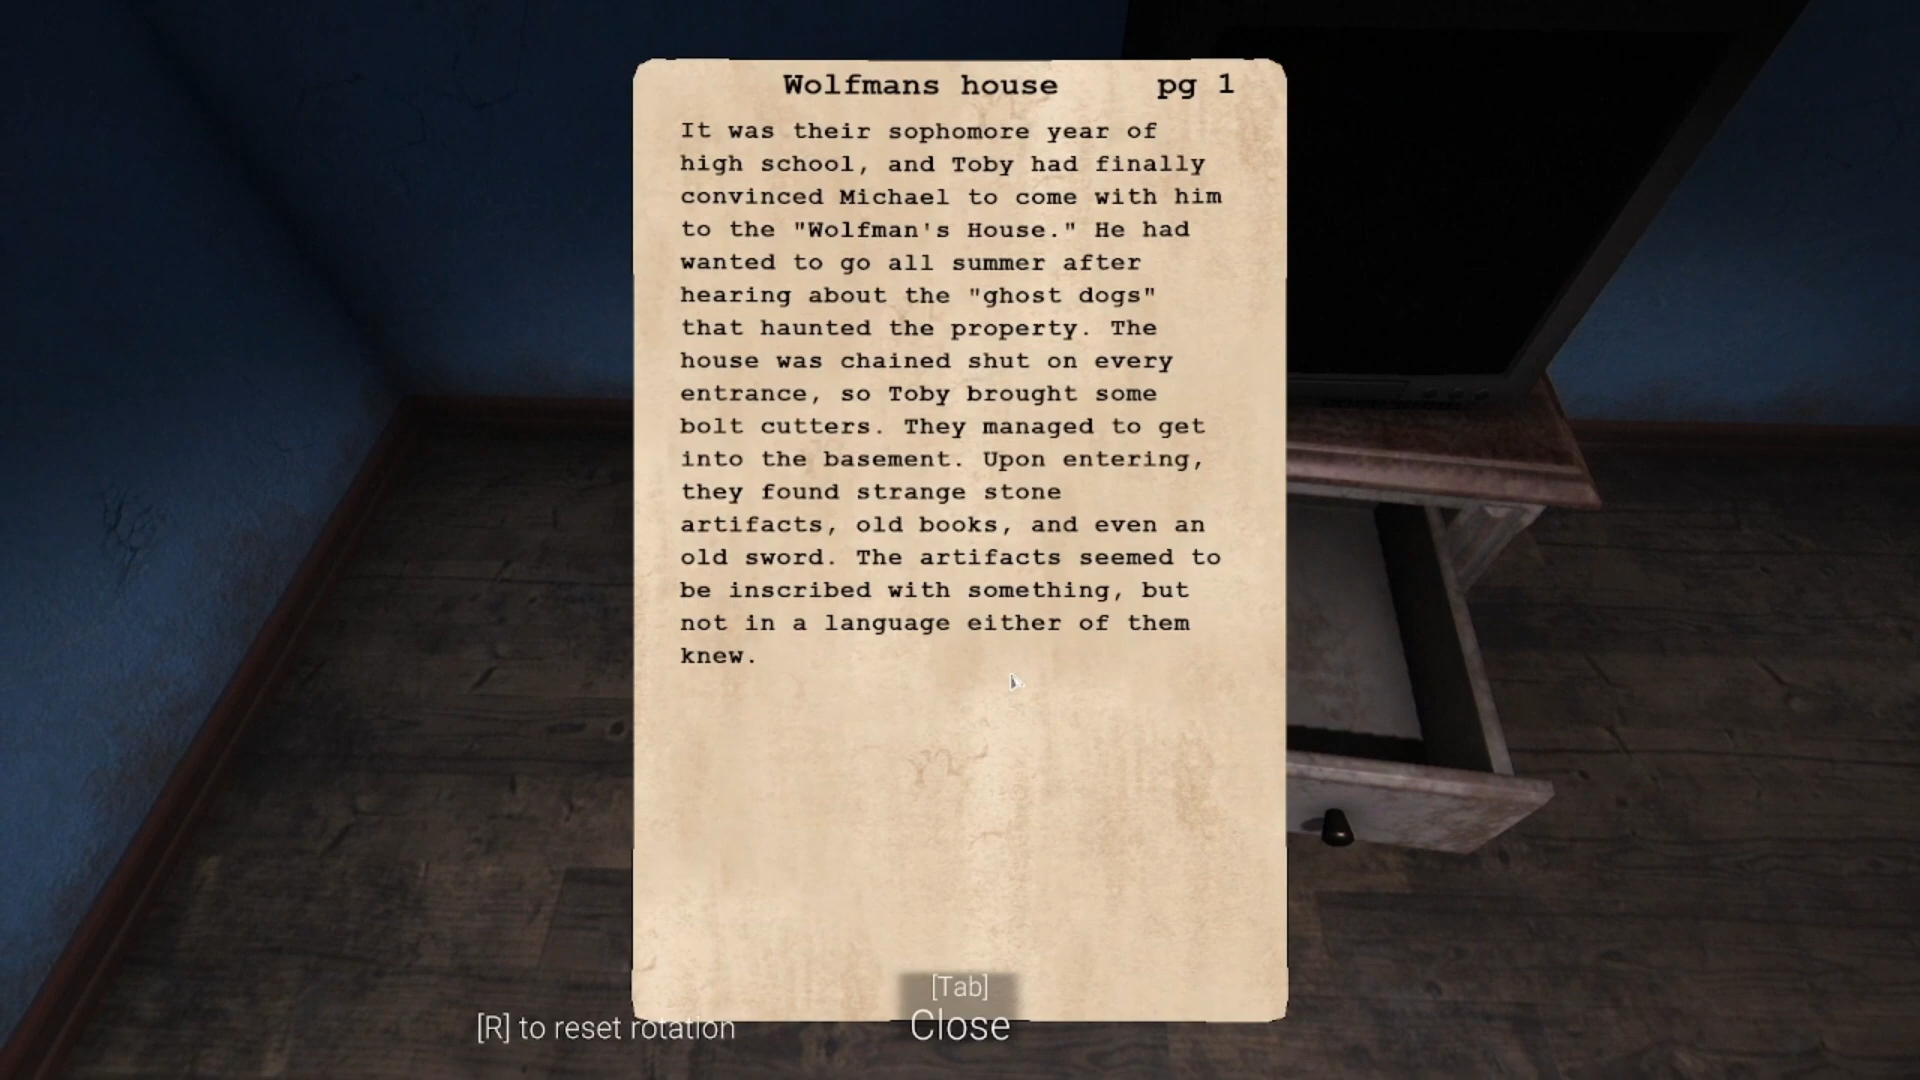 Wolfmans house pg 1
It was their sophomore year of
high school, and Toby had finally
convinced Michael to come with him
to the "Wolfman's House." He had
wanted to go all summer after
hearing about the "ghost dogs"
that haunted the property. The
house was chained shut on every
entrance, so Toby brought some
bolt cutters. They managed to get
into the basement. Upon entering,
they found strange stone
artifacts, old books, and even an
old sword. The artifacts seemed to
be inscribed with something, but
not in a language either of them
knew.
[Tab]
[R] to reset rotation Close